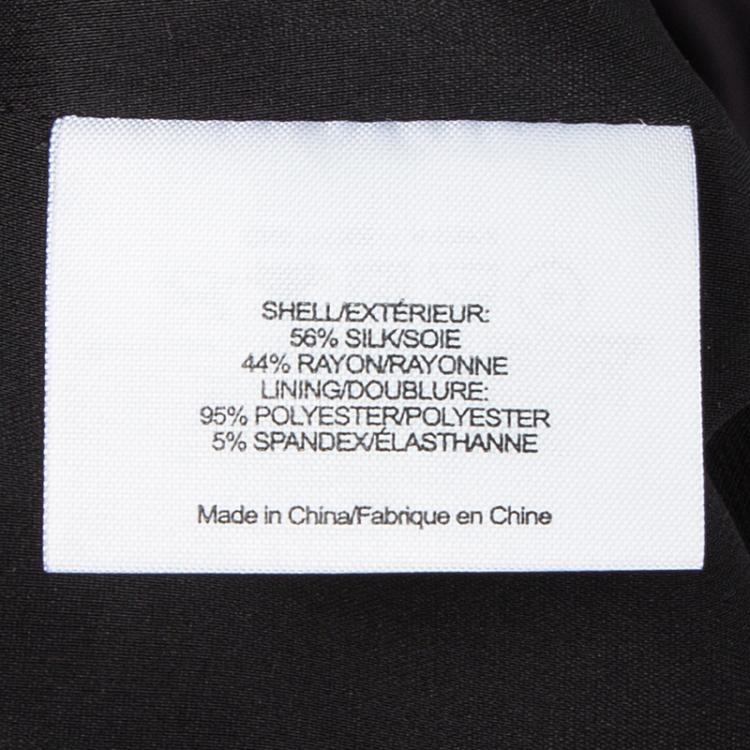 SHELL/EXTÉRIEUR:
56% SILK/SOIE
44% RAYON/RAYONNE
LINING/DOUBLURE:
95% POLYESTER/POLYESTER
5% SPANDEX/ÉLASTHANNE
Made in China/Fabrique en Chine